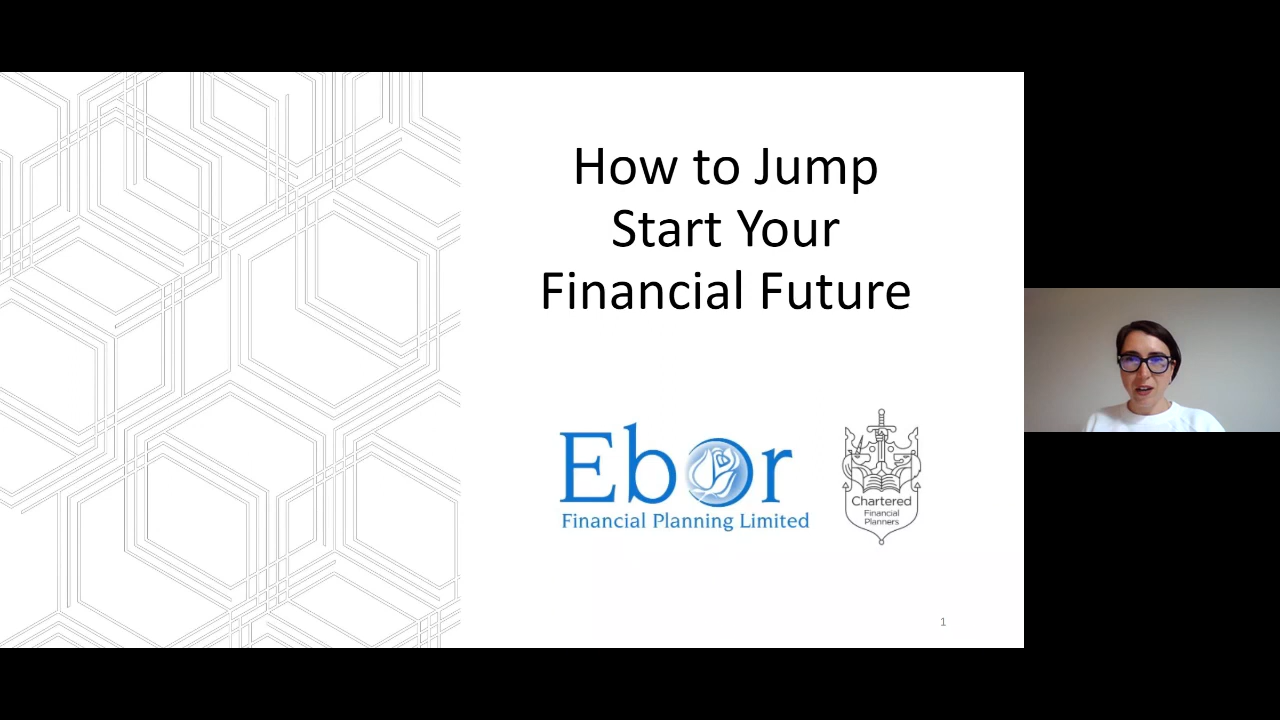 How to Jump
Start Your
Financial Future
Ebor
Financial Planning Limited
Chartered
Financial
Planners
1